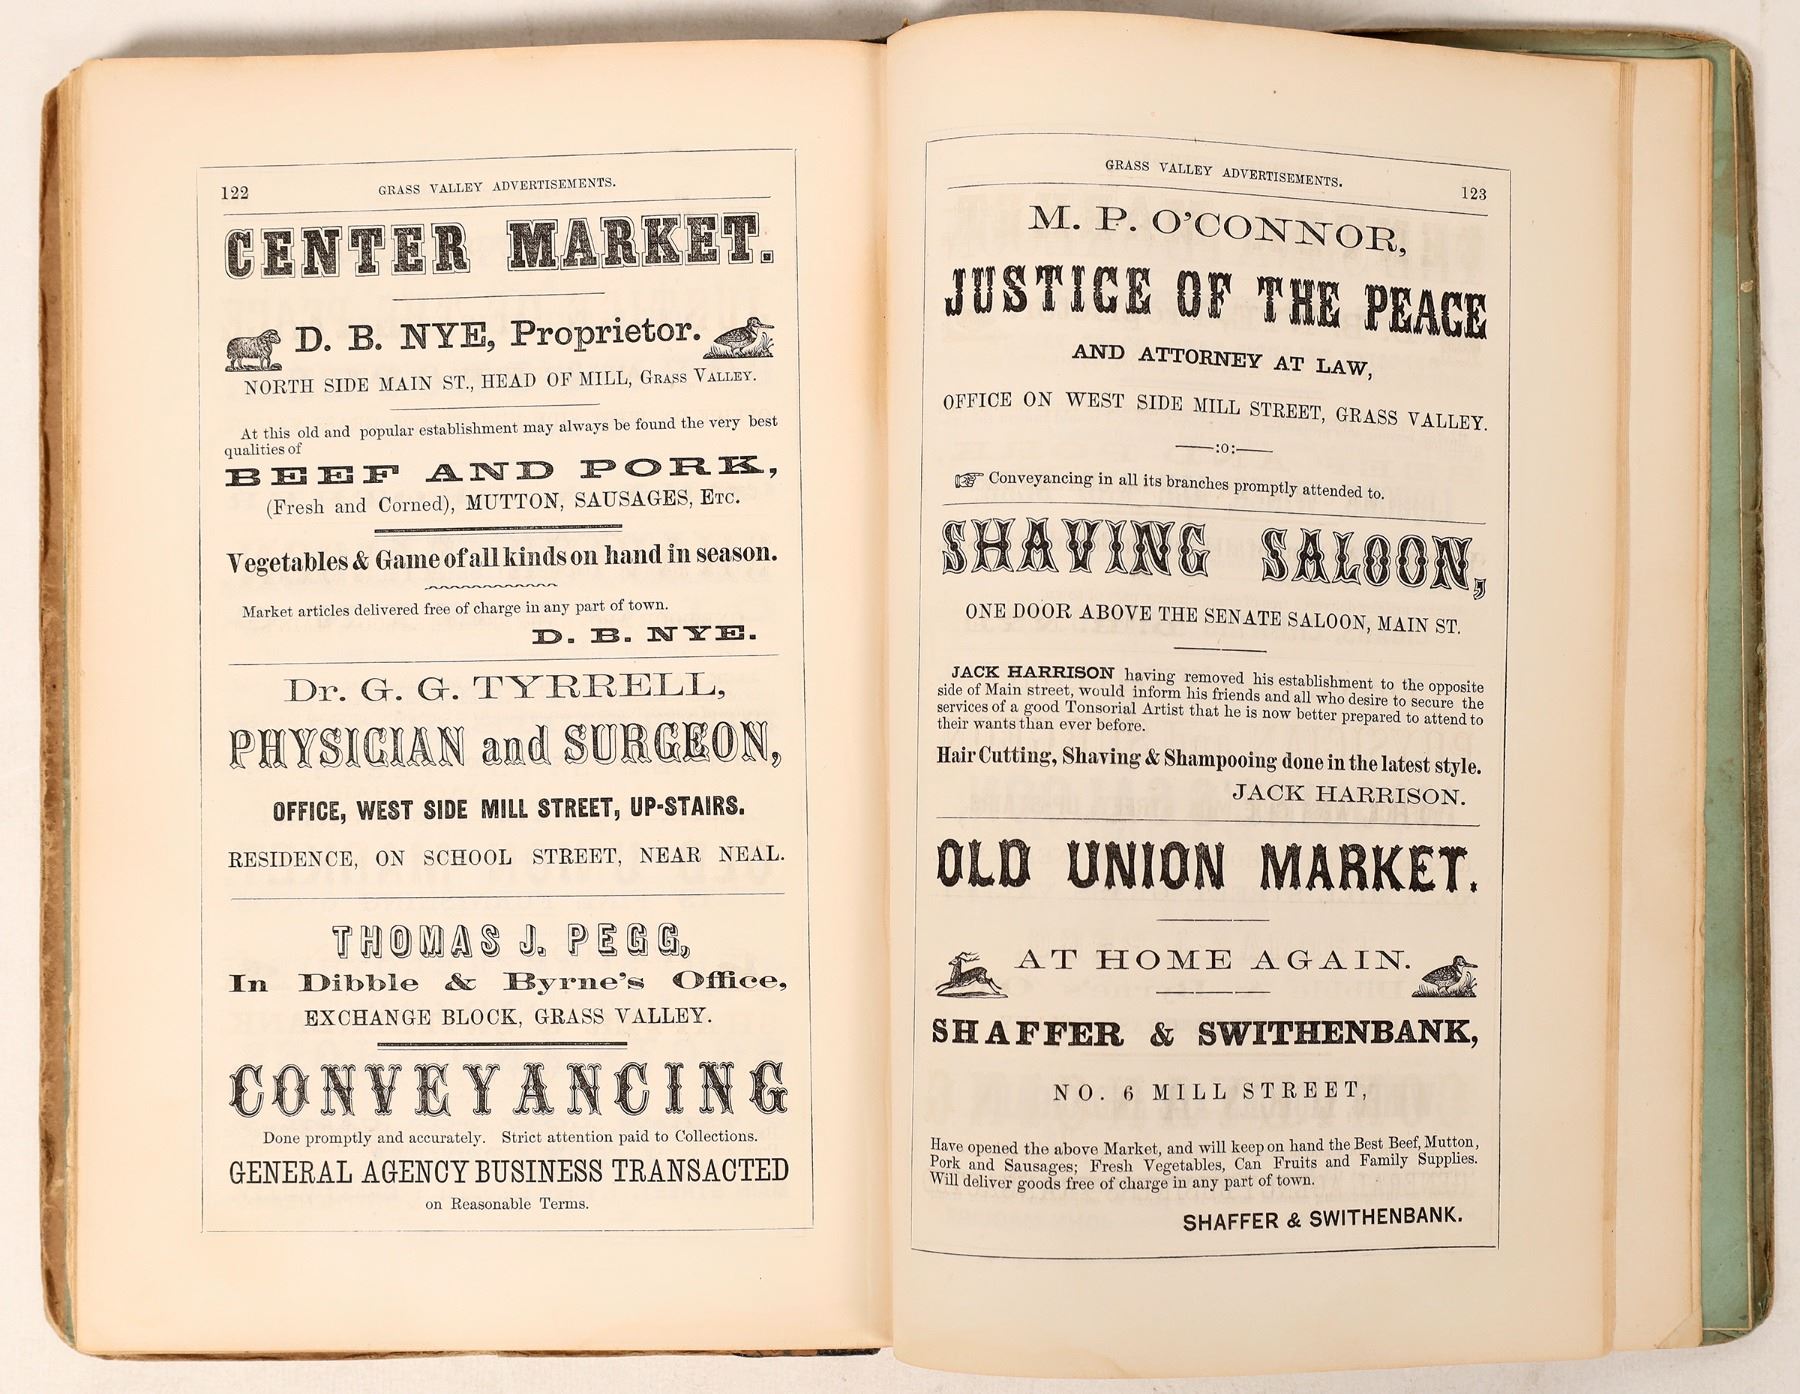 122
GRASS VALLEY ADVERTISEMENTS.
CENTER MARKET.
D. B. NYE, Proprietor.
NORTH SIDE MAIN ST., HEAD OF MILL, GRASS VALLEY.
At this old and popular establishment may always be found the very best
qualities of
BEEF AND PORK,
(Fresh and Corned), MUTTON, SAUSAGES, ETC.
Vegetables & Game of all kinds on hand in season.
Market articles delivered free of charge in any part of town.
D. B. NYE.
Dr. G. G. TYRRELL,
PHYSICIAN and SURGEON,
OFFICE, WEST SIDE MILL STREET, UP-STAIRS.
RESIDENCE, ON SCHOOL STREET, NEAR NEAL.
THOMAS J. PEGG,
In Dibble & Byrne's Office,
EXCHANGE BLOCK, GRASS VALLEY.
CONVEYANCING
Done promptly and accurately. Strict attention paid to Collections.
GENERAL AGENCY BUSINESS TRANSACTED
on Reasonable Terms.
GRASS VALLEY ADVERTISEMENTS.
123
M. P. O'CONNOR,
JUSTICE OF THE PEACE
AND ATTORNEY AT LAW,
OFFICE ON WEST SIDE MILL STREET, GRASS VALLEY.
——:o:——
☞ Conveyancing in all its branches promptly attended to.
SHAVING SALOON,
ONE DOOR ABOVE THE SENATE SALOON, MAIN ST.
JACK HARRISON having removed his establishment to the opposite
side of Main street, would inform his friends and all who desire to secure the
services of a good Tonsorial Artist that he is now better prepared to attend to
their wants than ever before.
Hair Cutting, Shaving & Shampooing done in the latest style.
JACK HARRISON.
OLD UNION MARKET.
AT HOME AGAIN.
SHAFFER & SWITHENBANK,
NO. 6 MILL STREET,
Have opened the above Market, and will keep on hand the Best Beef, Mutton,
Pork and Sausages; Fresh Vegetables, Can Fruits and Family Supplies.
Will deliver goods free of charge in any part of town.
SHAFFER & SWITHENBANK.